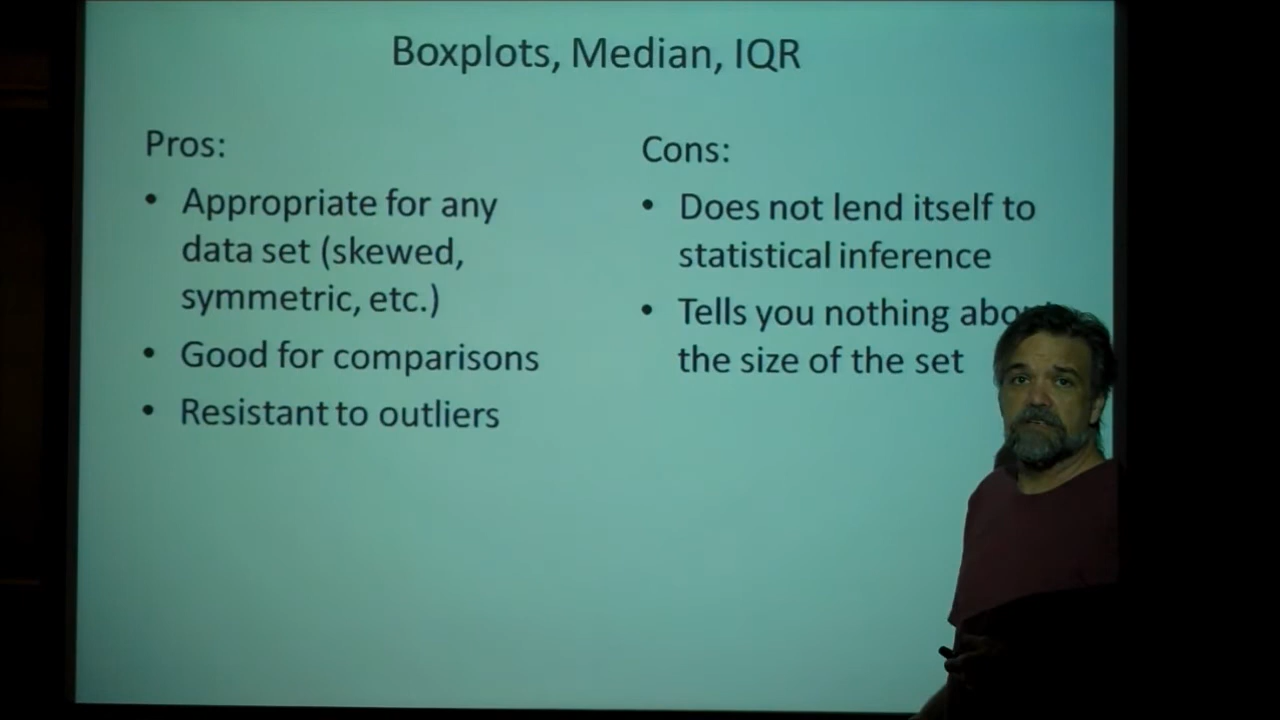 Boxplots, Median, IQR
Pros:
• Appropriate for any
data set (skewed,
symmetric, etc.)
• Good for comparisons
• Resistant to outliers
Cons:
• Does not lend itself to
statistical inference
• Tells you nothing
the size of the set